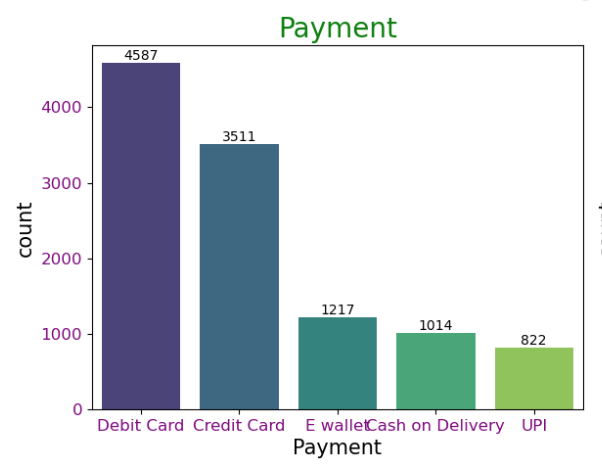 Payment
4587
3511
1217
1014
822
4000
3000
2000
1000
0
count
Debit Card
Credit Card
E wallet
Cash on Delivery
UPI
Payment